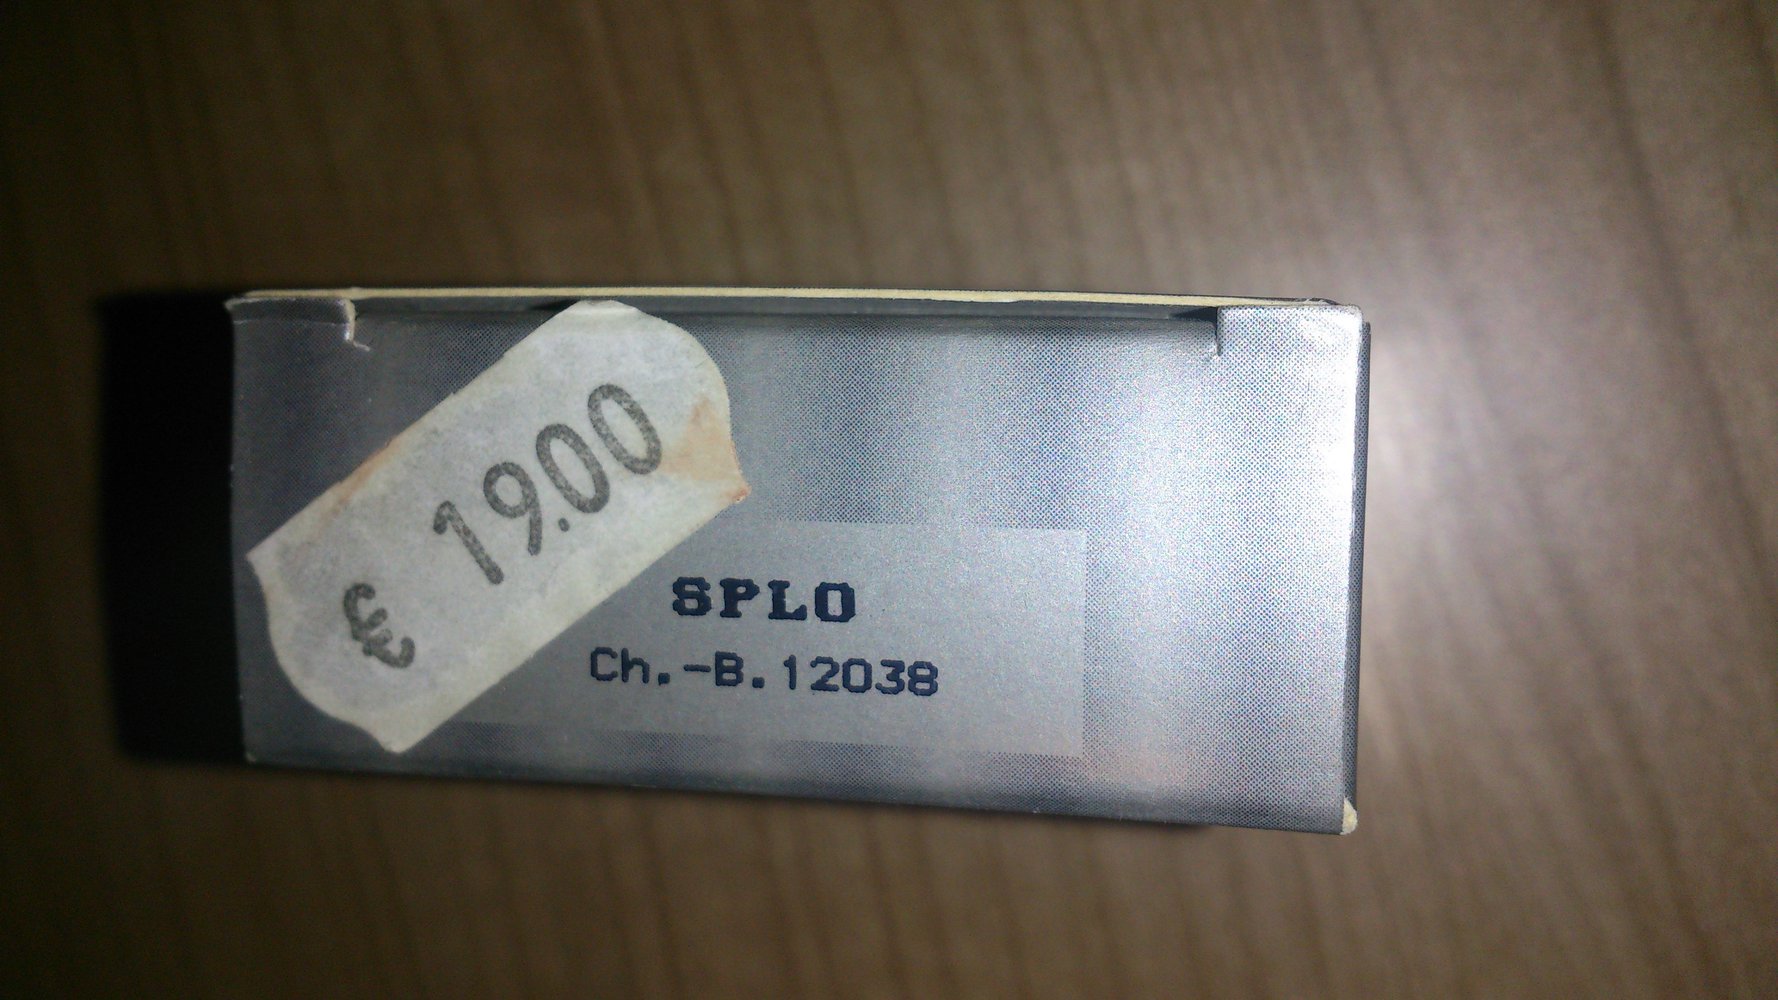 € 19.00
SPLO
Ch.-B.12038